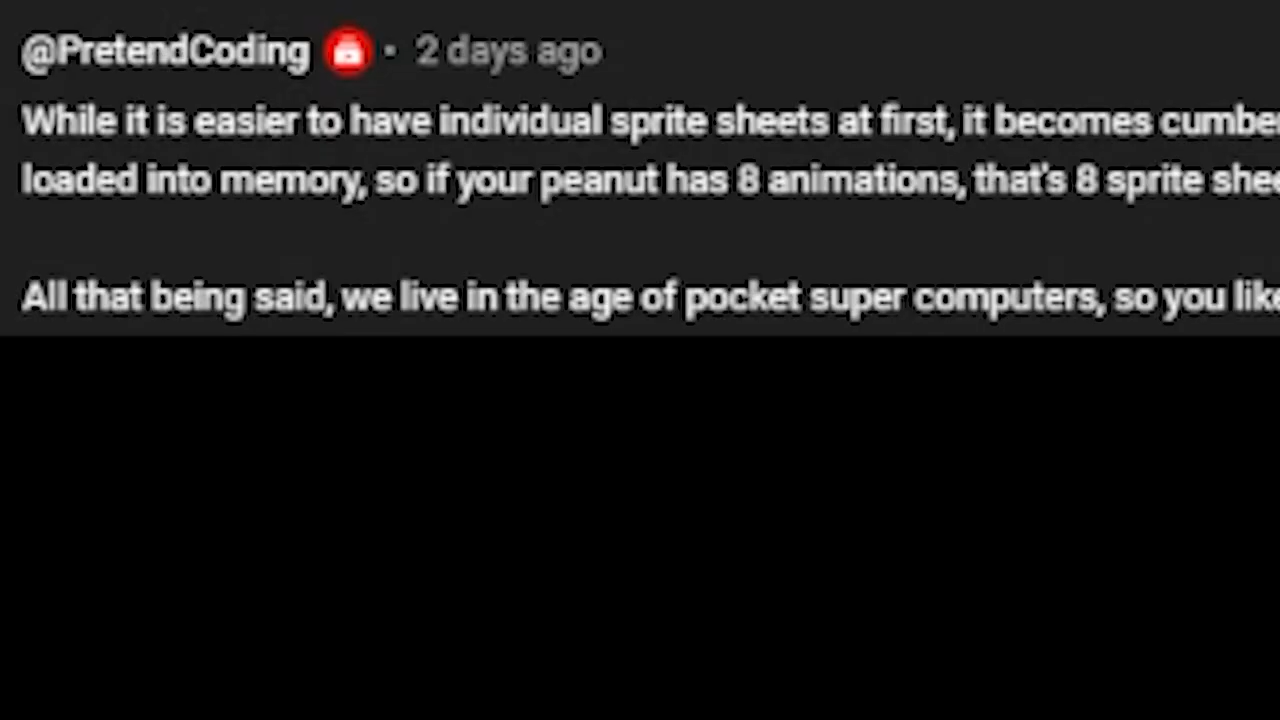 @PretendCoding • 2 days ago
While it is easier to have individual sprite sheets at first, it becomes
loaded into memory, so if your peanut has 8 animations, that's 8 sprite
All that being said, we live in the age of pocket super computers, so you